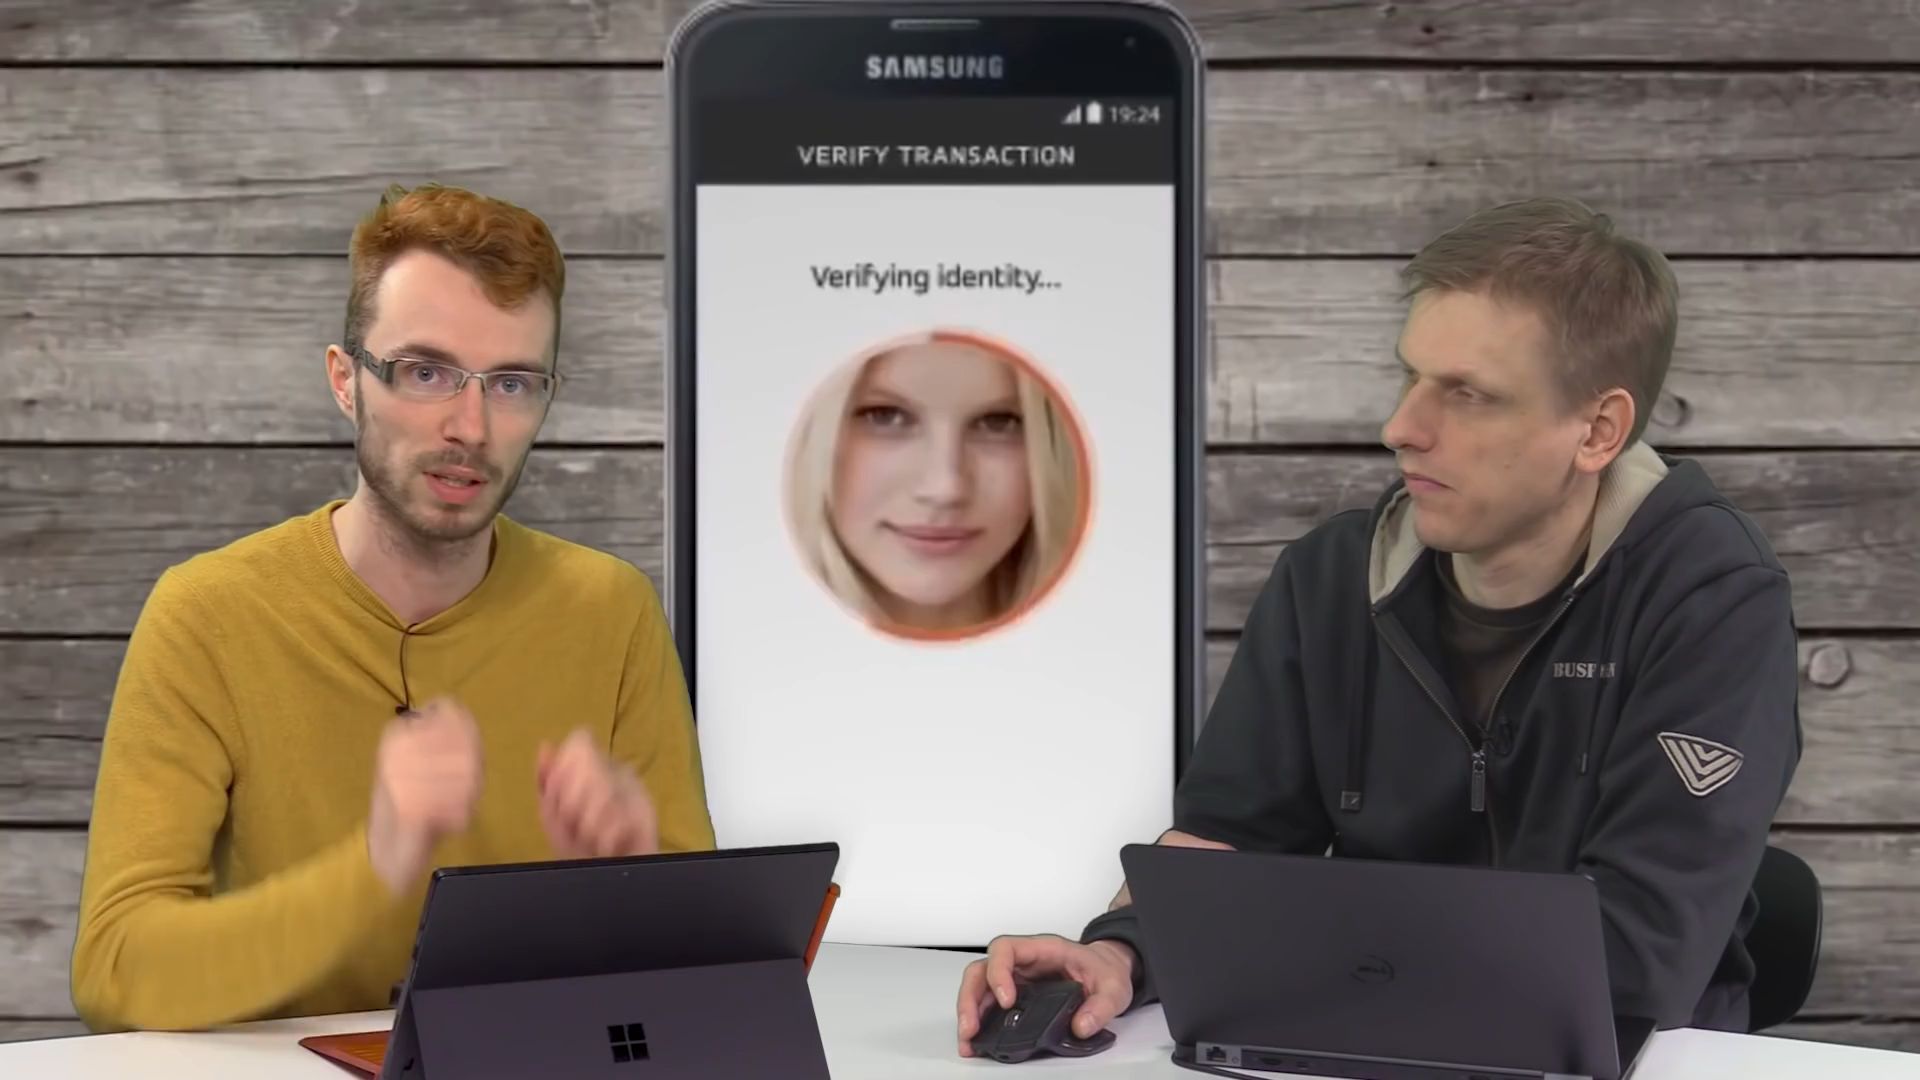 SAMSUNG
19:24
VERIFY TRANSACTION
Verifying identity...